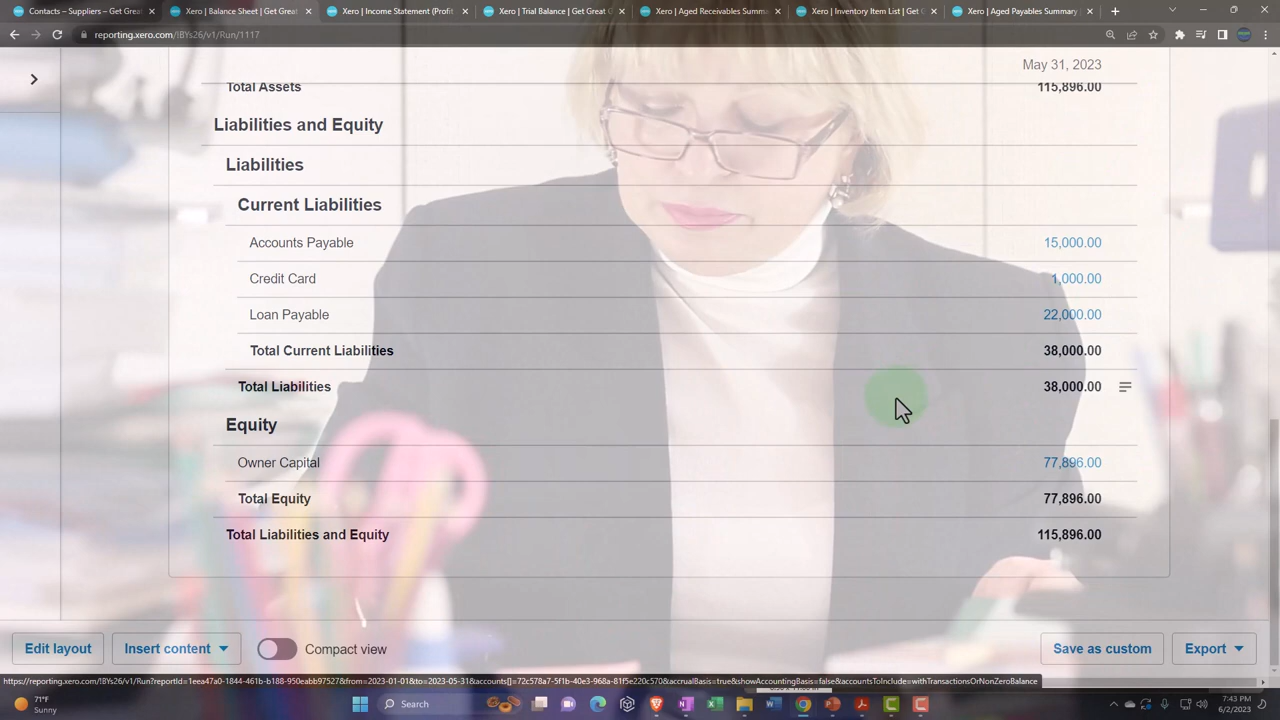 Contacts – Suppliers – Get Great
Xero | Balance Sheet | Get Great
Xero | Income Statement (Profit
Xero | Trial Balance | Get Great G
Xero | Aged Receivables Summa
Xero | Inventory Item List | Get G
Xero | Aged Payables Summary |
reporting.xero.com/!BYs26/v1/Run/1117
May 31, 2023
Total Assets 115,896.00
Liabilities and Equity
Liabilities
Current Liabilities
Accounts Payable 15,000.00
Credit Card 1,000.00
Loan Payable 22,000.00
Total Current Liabilities 38,000.00
Total Liabilities 38,000.00
Equity
Owner Capital 77,896.00
Total Equity 77,896.00
Total Liabilities and Equity 115,896.00
Edit layout
Insert content
Compact view
Save as custom
Export
71°F
Sunny
Search
7:43 PM
6/2/2023